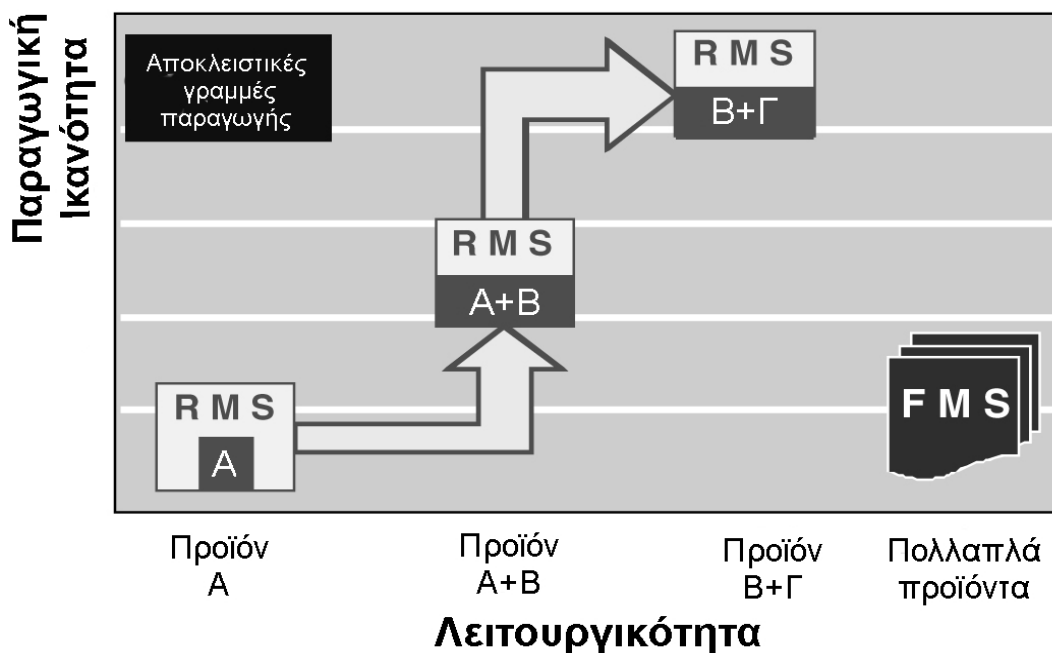 Παραγωγική
Ικανότητα
Αποκλειστικές
γραμμές
παραγωγής
R M S
Β+Γ
R M S
Α+Β
R M S
Α
F M S
Προϊόν
Α
Προϊόν
Α+Β
Προϊόν
Β+Γ
Πολλαπλά
προϊόντα
Λειτουργικότητα